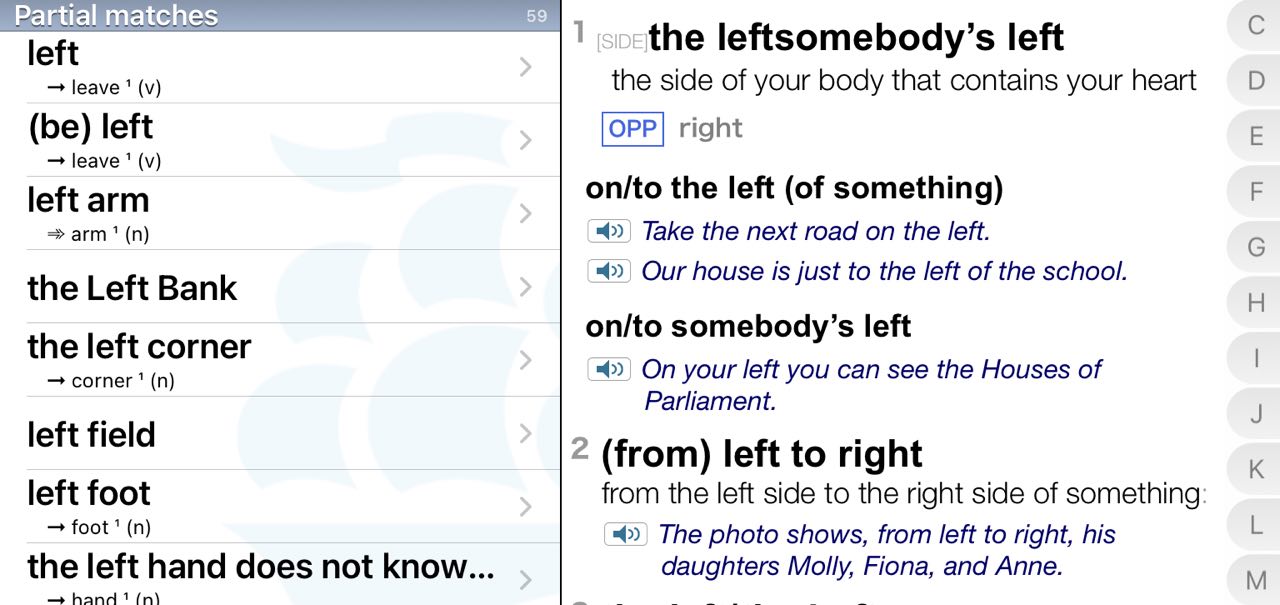 Partial matches 59
left
→ leave ¹ (v)
(be) left
→ leave ¹ (v)
left arm
⇒ arm ¹ (n)
the Left Bank
the left corner
→ corner ¹ (n)
left field
left foot
→ foot ¹ (n)
the left hand does not know...
→ hand ¹ (n)
1 [SIDE]the leftsomebody’s left
the side of your body that contains your heart
OPP right
on/to the left (of something)
Take the next road on the left.
Our house is just to the left of the school.
on/to somebody’s left
On your left you can see the Houses of
Parliament.
2 (from) left to right
from the left side to the right side of something:
The photo shows, from left to right, his
daughters Molly, Fiona, and Anne.
C
D
E
F
G
H
I
J
K
L
M